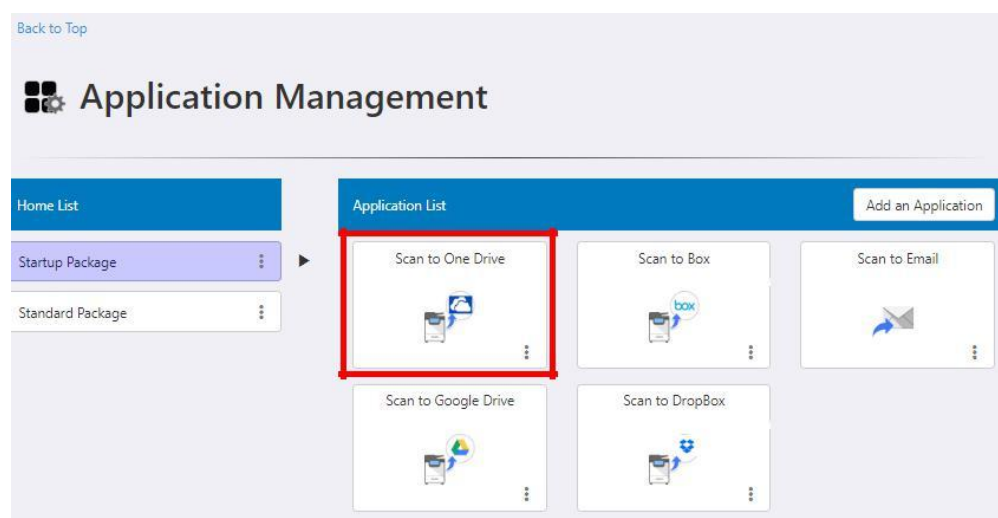 Back to Top
Application Management
Home List
Application List
Add an Application
Startup Package
Standard Package
Scan to One Drive
Scan to Box
box
Scan to Email
Scan to Google Drive
Scan to DropBox